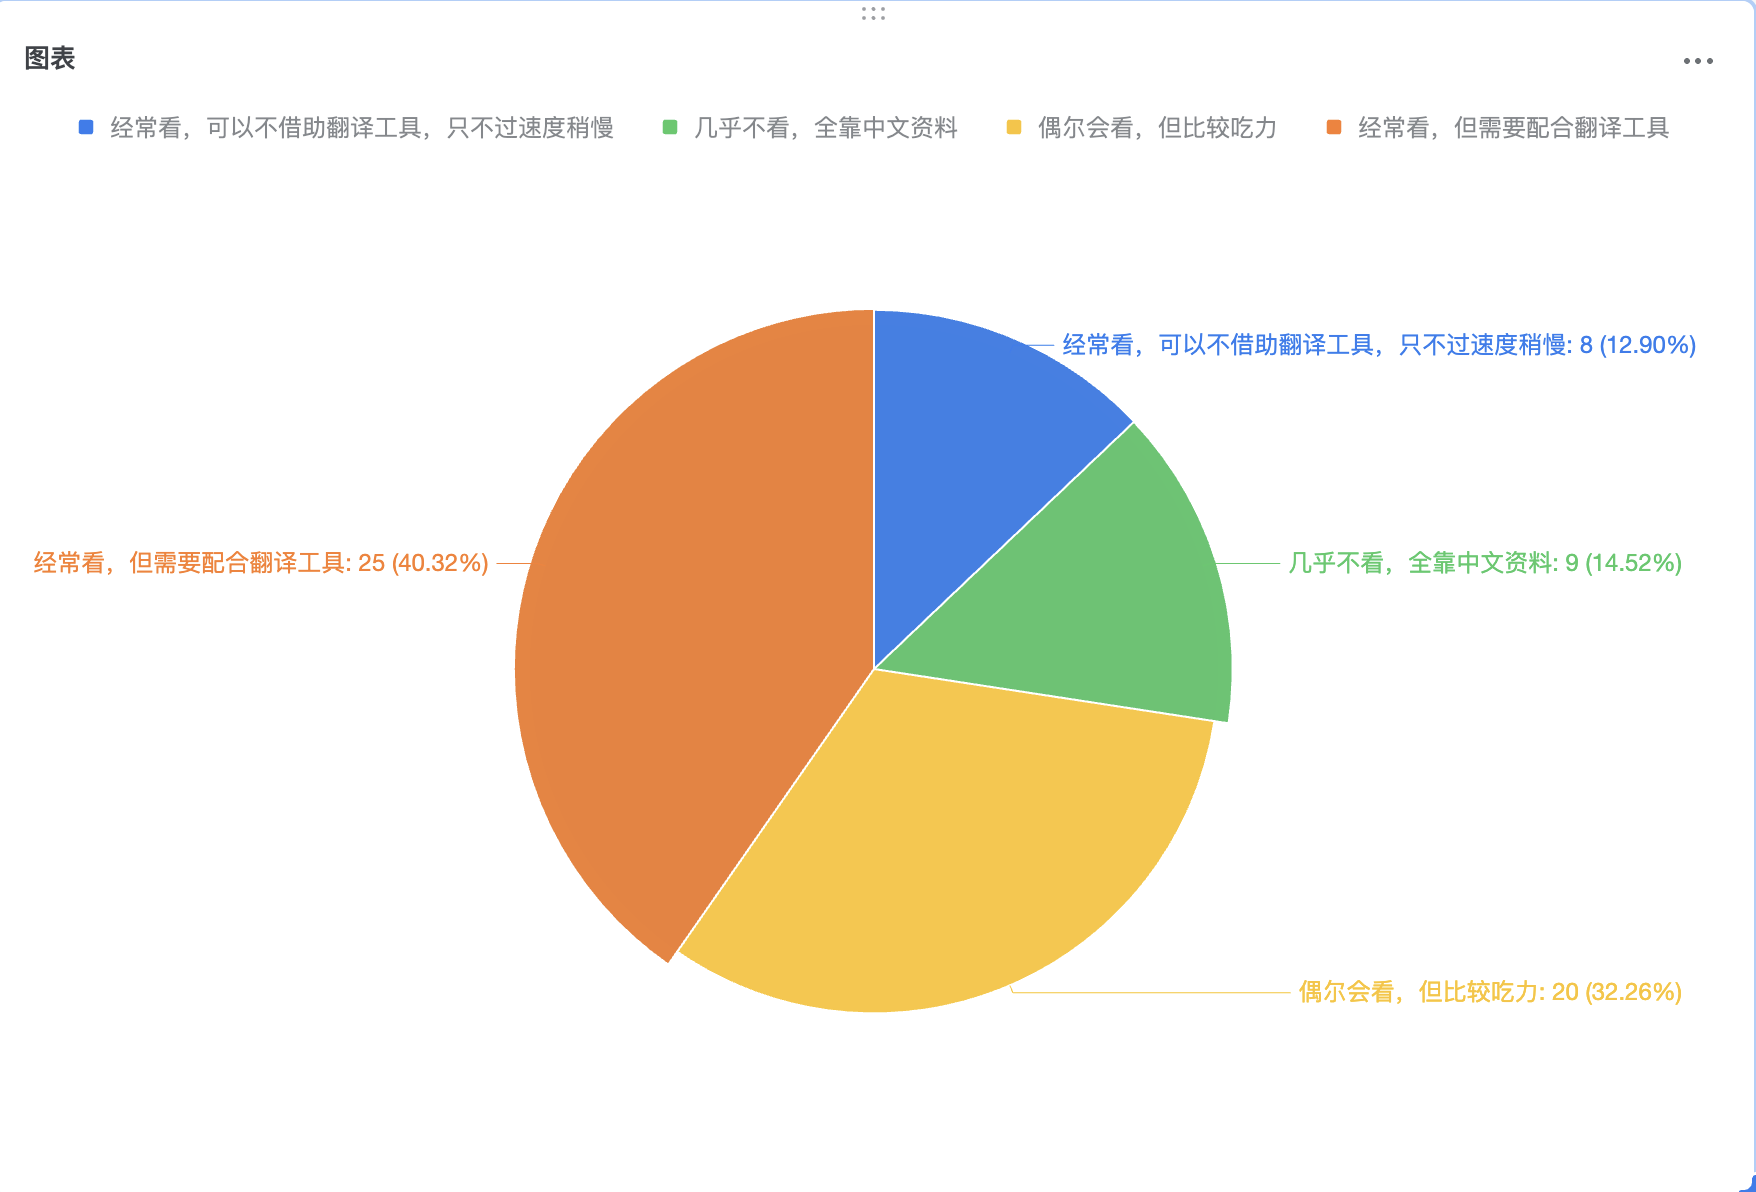 图表
经常看，可以不借助翻译工具，只不过速度稍慢
几乎不看，全靠中文资料
偶尔会看，但比较吃力
经常看，但需要配合翻译工具
经常看，可以不借助翻译工具，只不过速度稍慢: 8 (12.90%)
经常看，但需要配合翻译工具: 25 (40.32%)
几乎不看，全靠中文资料: 9 (14.52%)
偶尔会看，但比较吃力: 20 (32.26%)